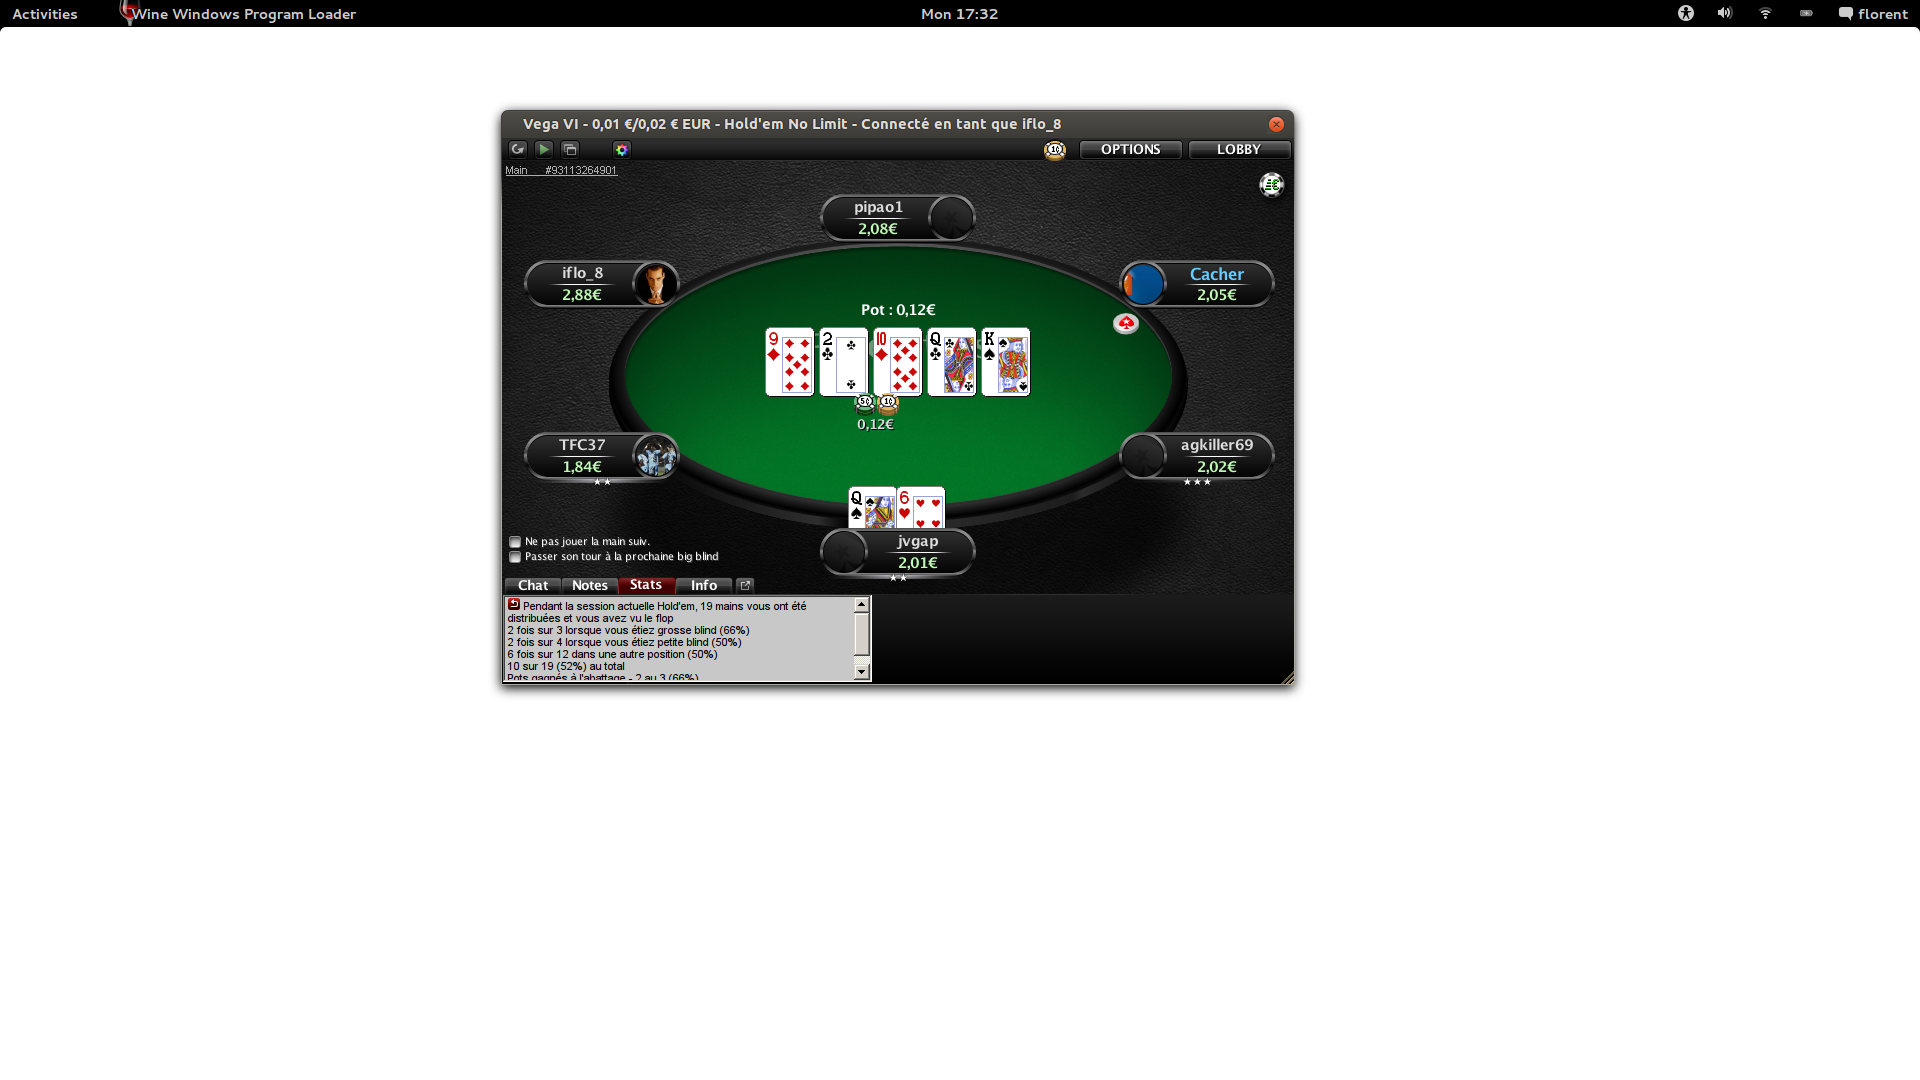 Activities
Wine Windows Program Loader
Mon 17:32
florent
Vega VI - 0,01 €/0,02 € EUR - Hold'em No Limit - Connecté en tant que iflo_8
OPTIONS
LOBBY
Main #93113264901
pipao1
2,08€
iflo_8
2,88€
Cacher
2,05€
Pot : 0,12€
9
2
10
Q
K
5¢
1¢
0,12€
TFC37
1,84€
agkiller69
2,02€
Q
6
jvgap
2,01€
Ne pas jouer la main suiv.
Passer son tour à la prochaine big blind
Chat
Notes
Stats
Info
Pendant la session actuelle Hold'em, 19 mains vous ont été
distribuées et vous avez vu le flop
2 fois sur 3 lorsque vous étiez grosse blind (66%)
2 fois sur 4 lorsque vous étiez petite blind (50%)
6 fois sur 12 dans une autre position (50%)
10 sur 19 (52%) au total
Pots gagnés à l'abattage - 2 au 3 (66%)